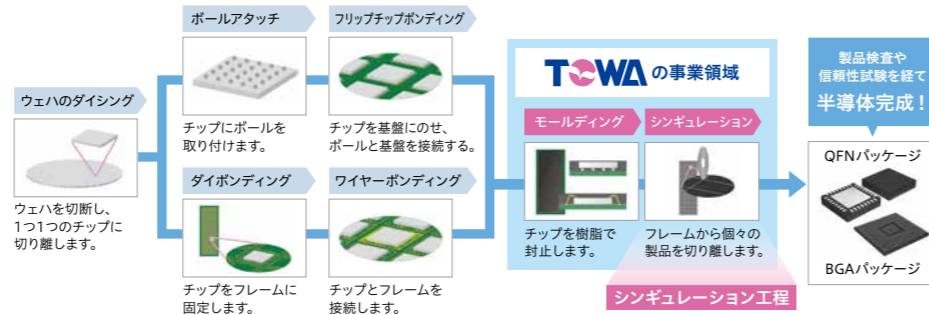 ウェハのダイシング
ウェハを切断し、
1つ1つのチップに
切り離します。
ボールアタッチ
チップにボールを
取り付けます。
フリップチップボンディング
チップを基盤にのせ、
ボールと基盤を接続する。
ダイボンディング
チップをフレームに
固定します。
ワイヤーボンディング
チップとフレームを
接続します。
TOWAの事業領域
モールディング
チップを樹脂で
封止します。
シンギュレーション
フレームから個々の
製品を切り離します。
シンギュレーション工程
製品検査や
信頼性試験を経て
半導体完成！
QFNパッケージ
BGAパッケージ